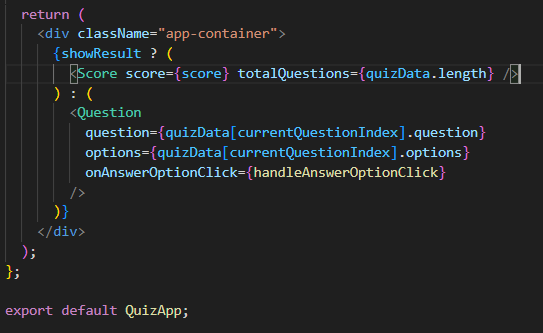 return (
<div className="app-container">
{showResult ? (
<Score score={score} totalQuestions={quizData.length} />
) : (
<Question
question={quizData[currentQuestionIndex].question}
options={quizData[currentQuestionIndex].options}
onAnswerOptionClick={handleAnswerOptionClick}
/>
)}
</div>
);
};
export default QuizApp;